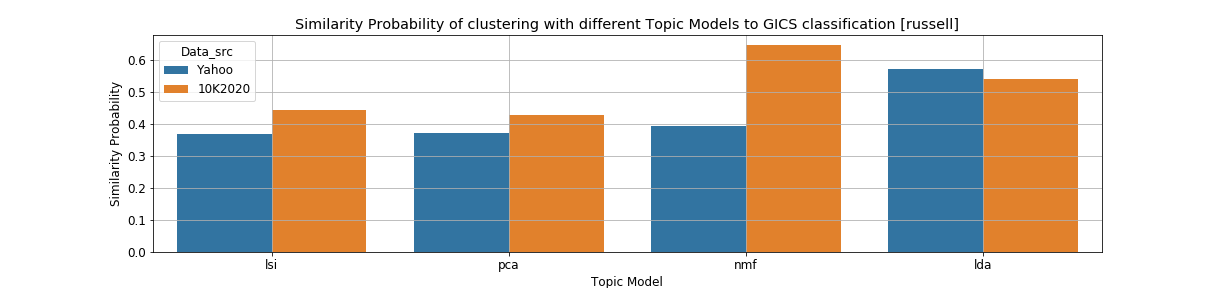 Similarity Probability of clustering with different Topic Models to GICS classification [russell]
Data_src
Yahoo
10K2020
Similarity Probability
0.6
0.5
0.4
0.3
0.2
0.1
0.0
lsi
pca
nmf
lda
Topic Model